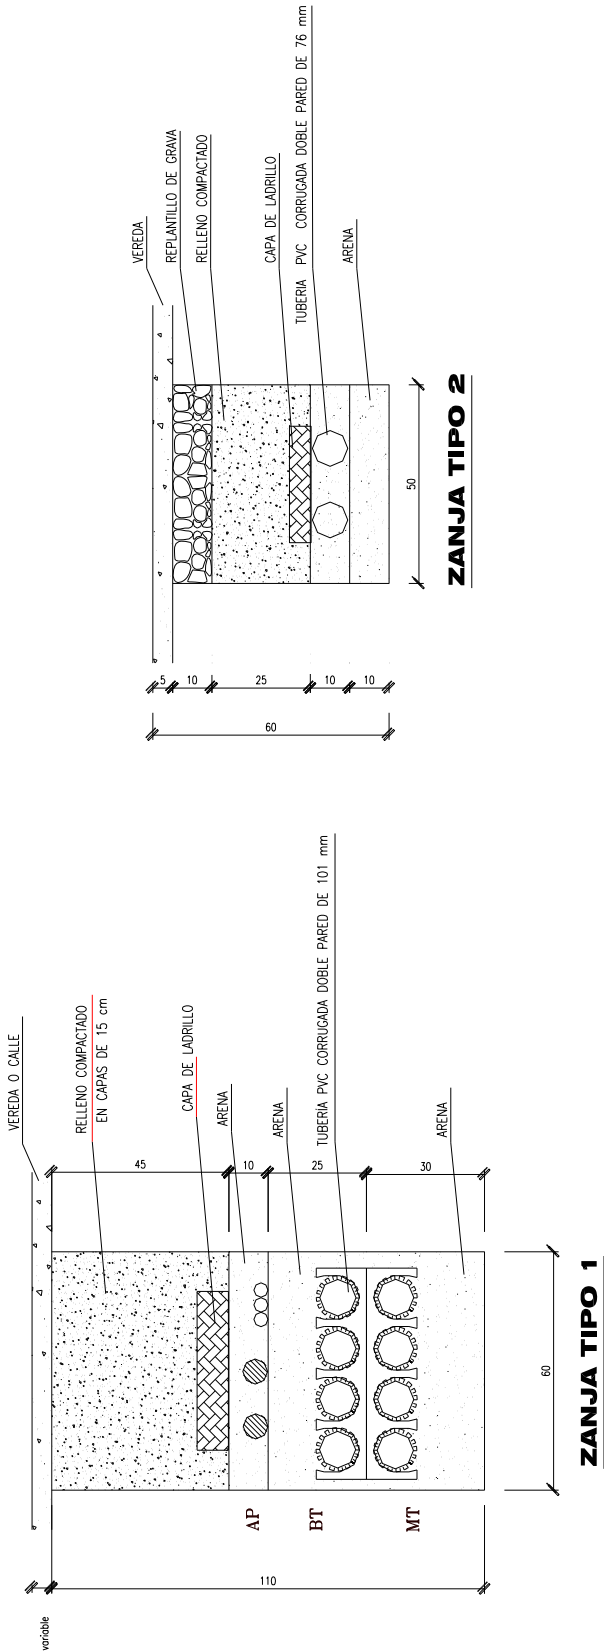 VEREDA
REPLANTILLO DE GRAVA
RELLENO COMPACTADO
CAPA DE LADRILLO
TUBERIA PVC CORRUGADA DOBLE PARED DE 76 mm
ARENA
5
10
25
10
10
60
50
ZANJA TIPO 2
VEREDA O CALLE
RELLENO COMPACTADO
EN CAPAS DE 15 cm
CAPA DE LADRILLO
ARENA
ARENA
TUBERIA PVC CORRUGADA DOBLE PARED DE 101 mm
ARENA
45
10
25
30
AP
BT
MT
variable
110
60
ZANJA TIPO 1